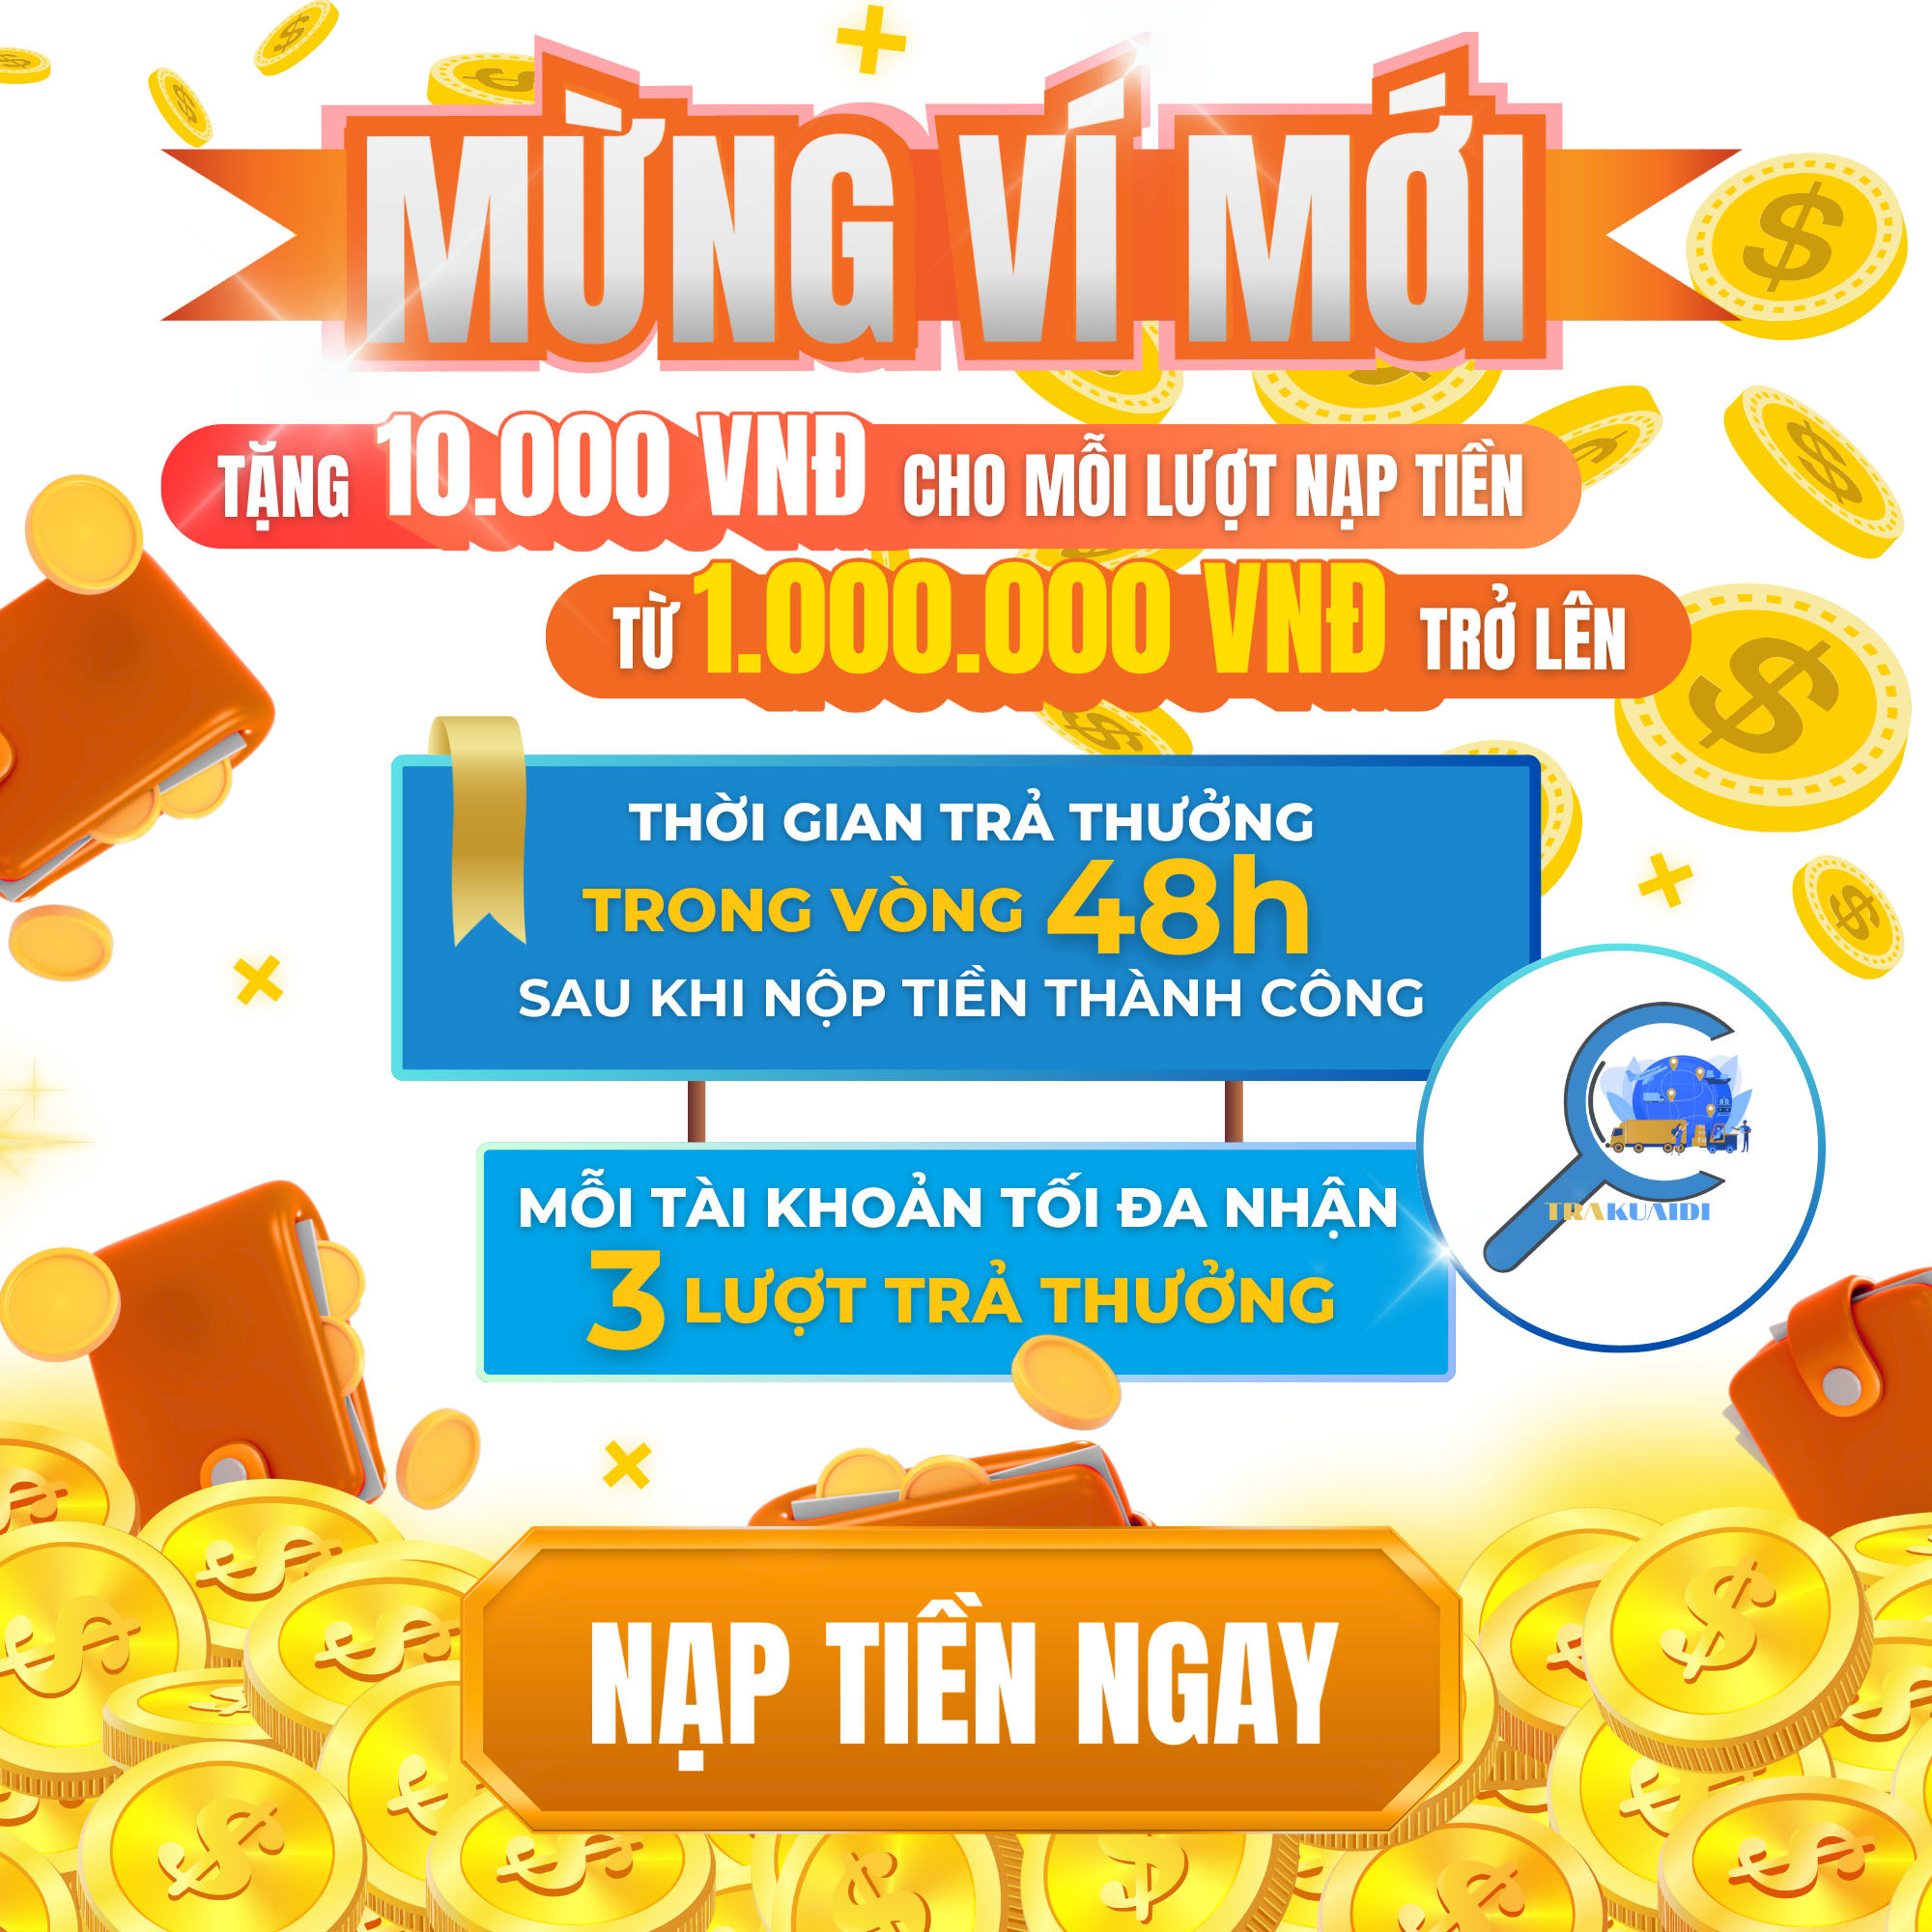 MỪNG VÍ MỚI
TẶNG 10.000 VNĐ CHO MỖI LƯỢT NẠP TIỀN
TỪ 1.000.000 VNĐ TRỞ LÊN
THỜI GIAN TRẢ THƯỞNG
TRONG VÒNG 48h
SAU KHI NỘP TIỀN THÀNH CÔNG
TRAKUAIDI
MỖI TÀI KHOẢN TỐI ĐA NHẬN
3 LƯỢT TRẢ THƯỞNG
NẠP TIỀN NGAY